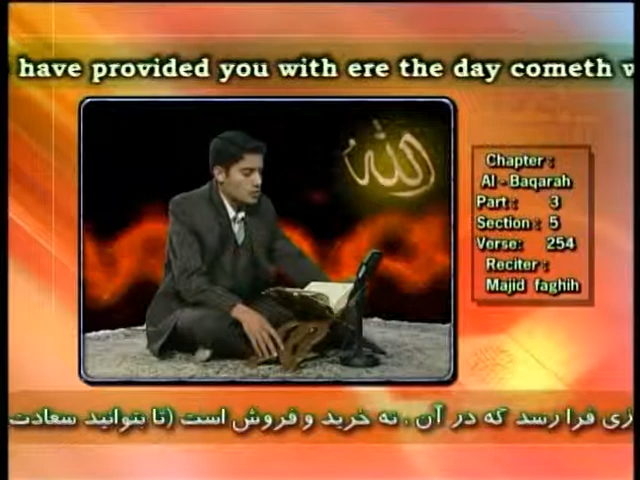 have provided you with ere the day cometh
الله
Chapter :
Al - Baqarah
Part : 3
Section : 5
Verse: 254
Reciter :
Majid faghih
فرا رسد که در آن ، نه خرید و فروش است (تا بتوانید سعادت